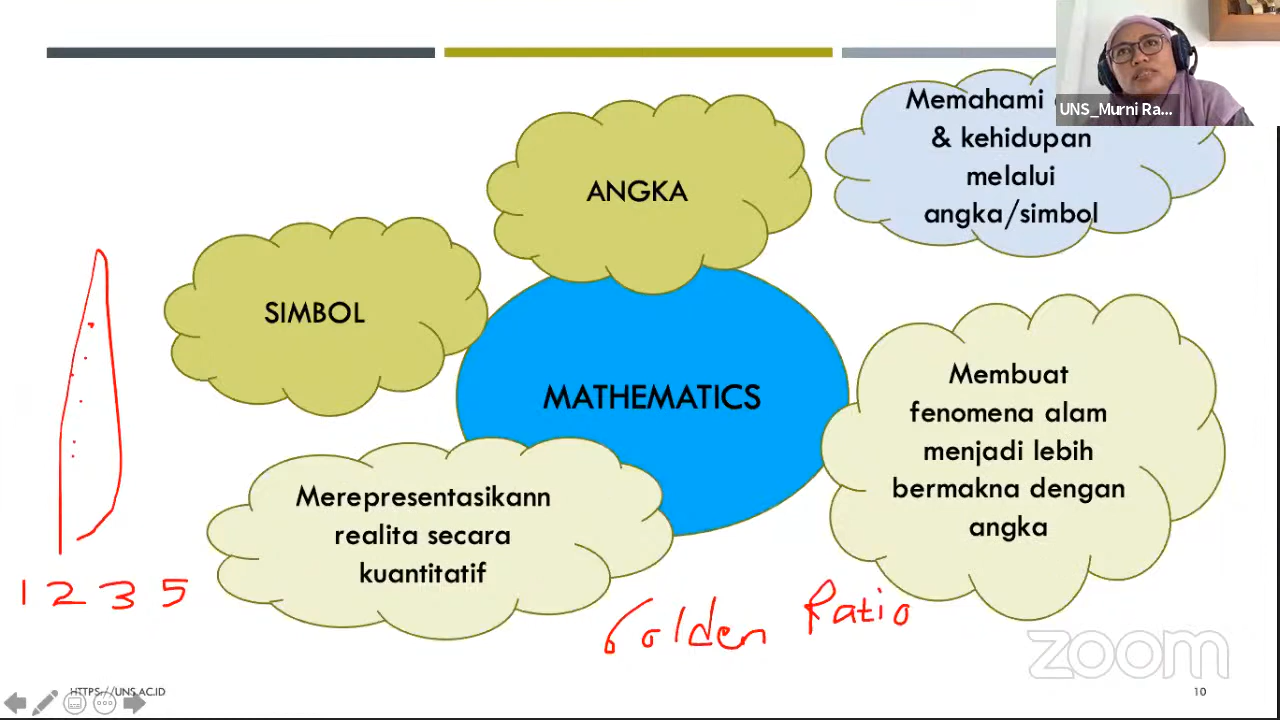 UNS_Murni Ra...
ANGKA
Memahami
& kehidupan
melalui
angka/simbol
SIMBOL
MATHEMATICS
Membuat
fenomena alam
menjadi lebih
bermakna dengan
angka
Merepresentasikann
realita secara
kuantitatif
1 2 3 5
Golden Ratio
zoom
HTTPS://UNS.AC.ID
10